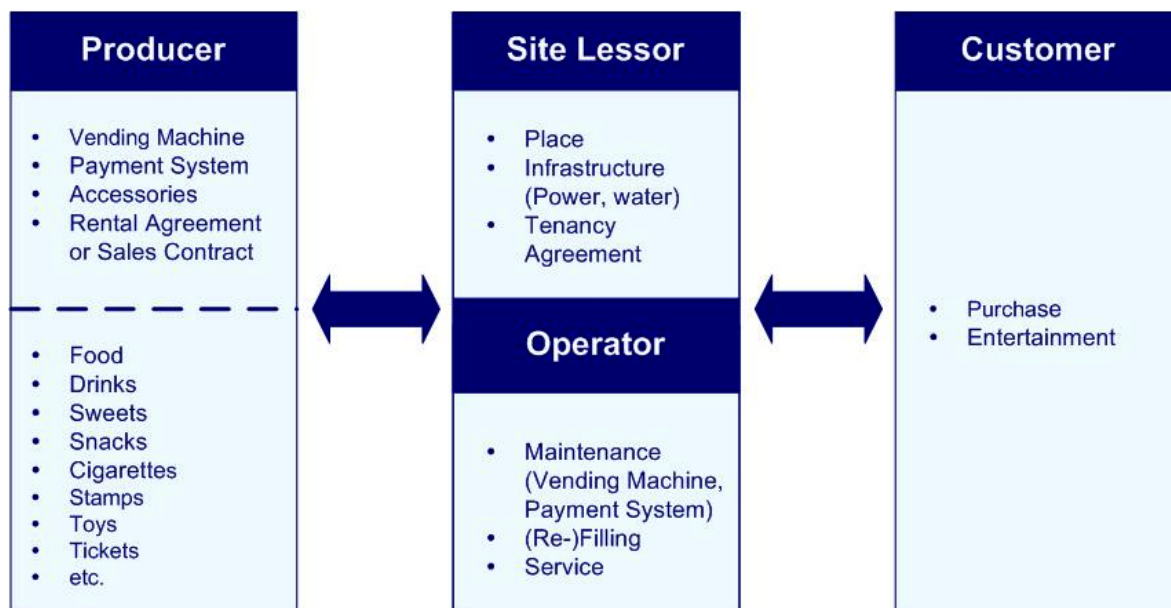 Producer
• Vending Machine
• Payment System
• Accessories
• Rental Agreement
or Sales Contract
• Food
• Drinks
• Sweets
• Snacks
• Cigarettes
• Stamps
• Toys
• Tickets
• etc.
Site Lessor
• Place
• Infrastructure
(Power, water)
• Tenancy
Agreement
Operator
• Maintenance
(Vending Machine,
Payment System)
• (Re-)Filling
• Service
Customer
• Purchase
• Entertainment